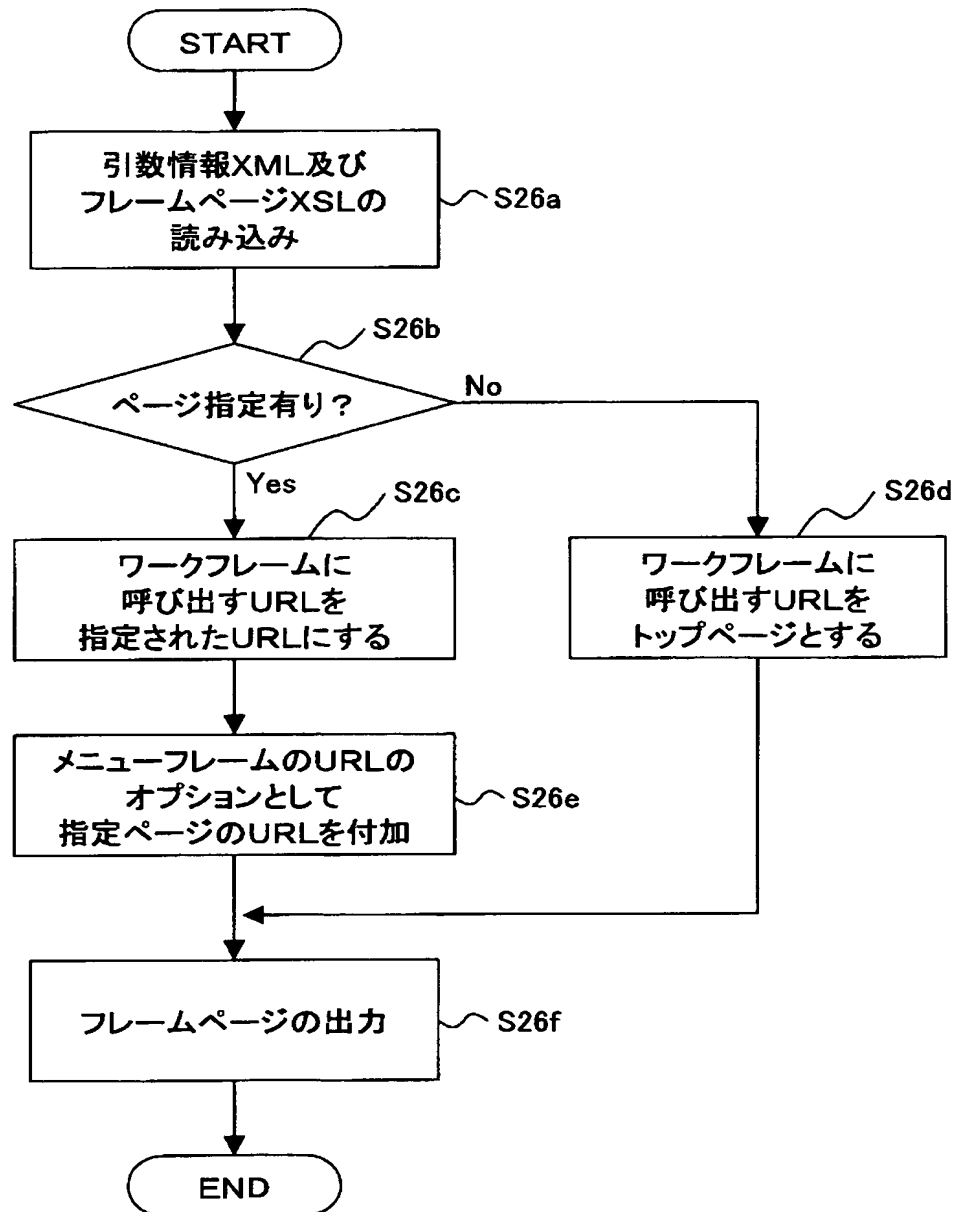 START
引数情報XML及び
フレームページXSLの
読み込み
S26a
S26b
ページ指定有り？
No
Yes
S26c
S26d
ワークフレームに
呼び出すURLを
指定されたURLにする
ワークフレームに
呼び出すURLを
トップページとする
メニューフレームのURLの
オプションとして
指定ページのURLを付加
S26e
フレームページの出力
S26f
END